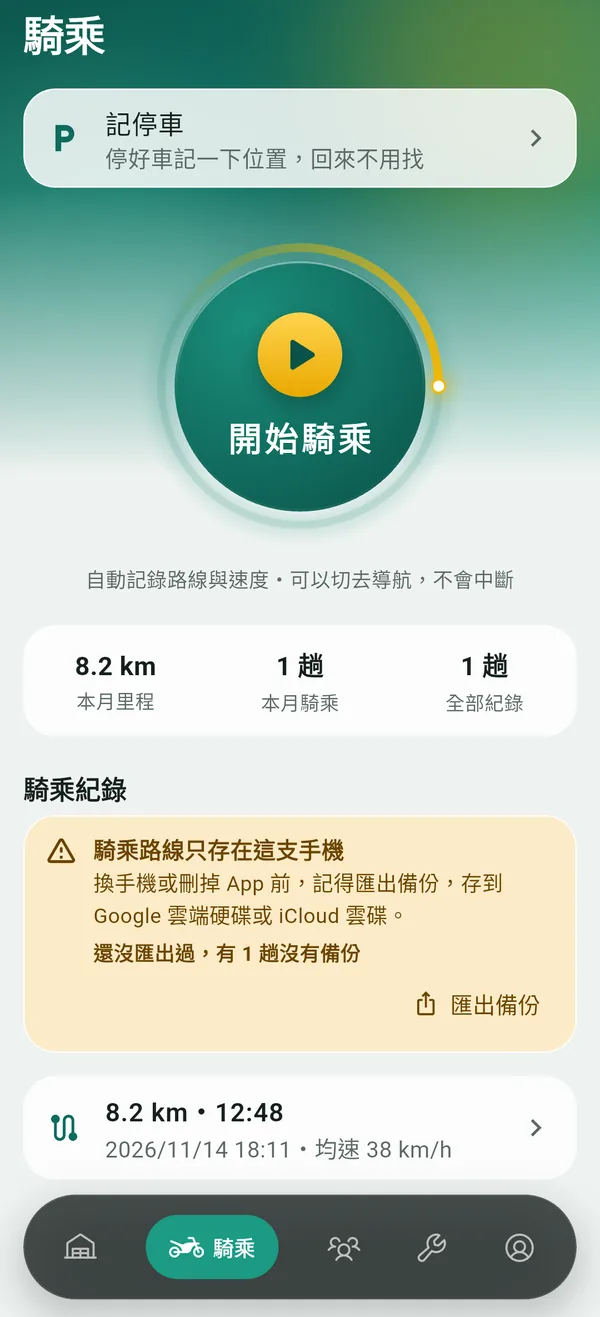 騎乘
P
記停車
停好車記一下位置，回來不用找
開始騎乘
自動記錄路線與速度・可以切去導航，不會中斷
8.2 km
本月里程
1 趟
本月騎乘
1 趟
全部紀錄
騎乘紀錄
騎乘路線只存在這支手機
換手機或刪掉 App 前，記得匯出備份，存到
Google 雲端硬碟或 iCloud 雲碟。
還沒匯出過，有 1 趟沒有備份
匯出備份
8.2 km・12:48
2026/11/14 18:11・均速 38 km/h
騎乘